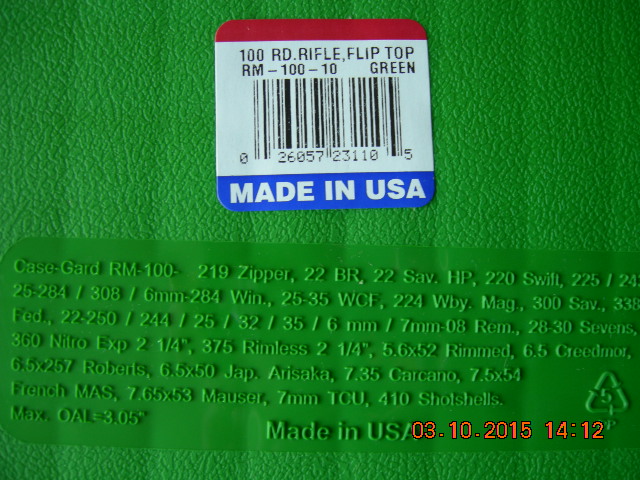 100 RD.RIFLE,FLIP TOP
RM-100-10 GREEN
0 26057 23110 5
MADE IN USA
Case-Gard RM-100- 219 Zipper, 22 BR, 22 Sav. HP, 220 Swift, 225 / 24
25-284 / 308 / 6mm-284 Win., 25-35 WCF, 224 Wby. Mag., 300 Sav., 338
Fed., 22-250 / 244 / 25 / 32 / 35 / 6 mm / 7mm-08 Rem., 28-30 Sevens,
360 Nitro Exp 2 1/4", 375 Rimless 2 1/4", 5.6x52 Rimmed, 6.5 Creedmor,
6.5x257 Roberts, 6.5x50 Jap. Arisaka, 7.35 Carcano, 7.5x54
French MAS, 7.65x53 Mauser, 7mm TCU, 410 Shotshells.
Max. OAL=3.05"
5
Made in USA
03.10.2015 14:12